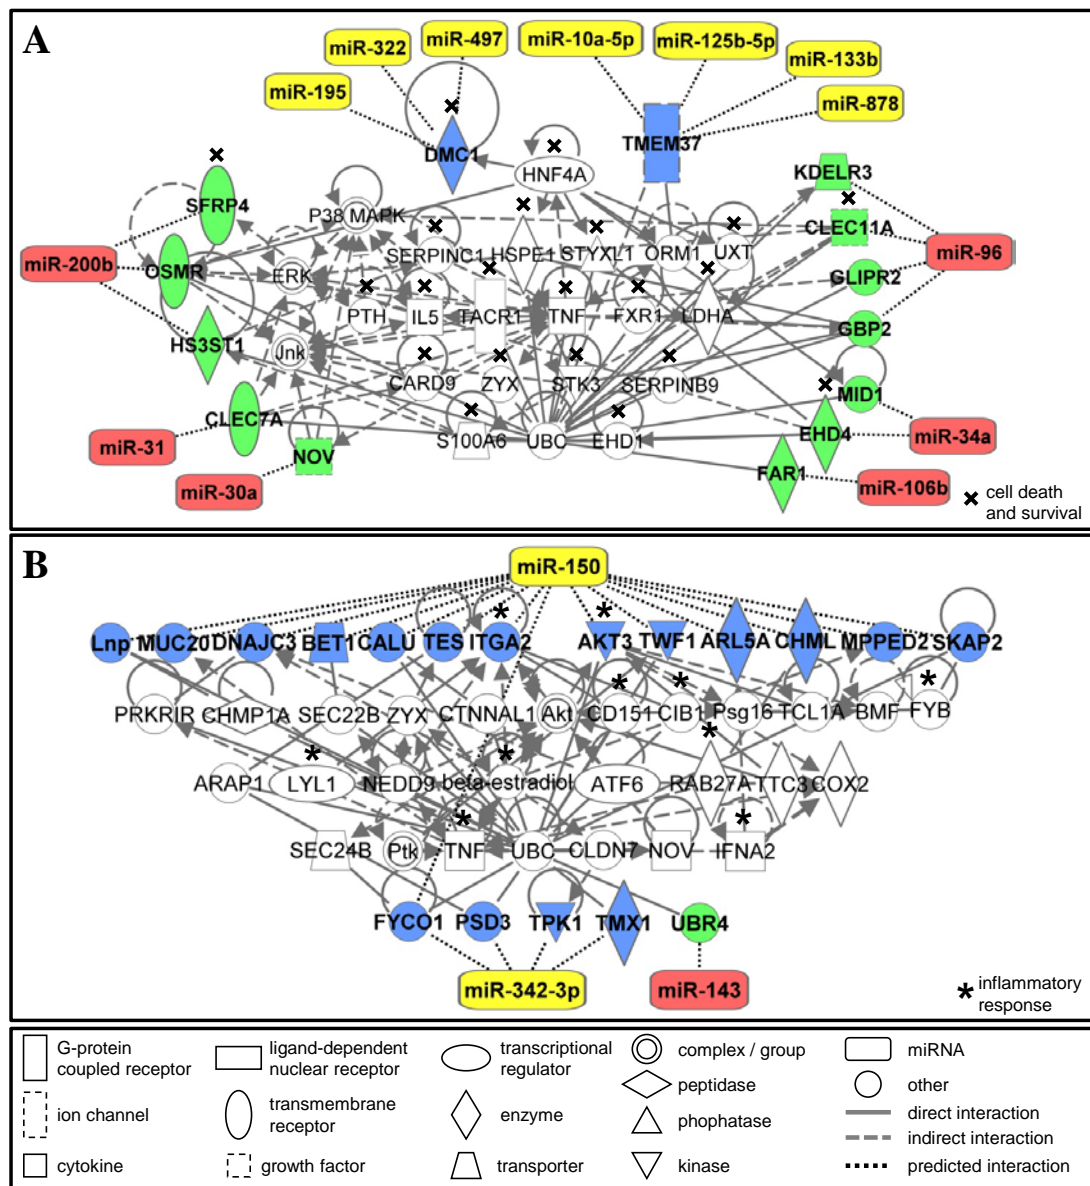 A
miR-322
miR-497
miR-10a-5p
miR-125b-5p
miR-133b
miR-195
miR-878
DMC1
TMEM37
HNF4A
KDELR3
SFRP4
P38 MAPK
CLEC11A
SERPINC1
HSPE1
STYXL1
ORM1
UXT
miR-200b
miR-96
OSMR
ERK
GLIPR2
PTH
IL5
TACR1
TNF
FXR1
LDHA
GBP2
HS3ST1
Jnk
CARD9
ZYX
STK3
SERPINB9
MID1
CLEC7A
miR-31
S100A6
UBC
EHD1
EHD4
miR-34a
NOV
FAR1
miR-30a
miR-106b
cell death
and survival
B
miR-150
Lnp
MUC20
DNAJC3
BET1
CALU
TES
ITGA2
AKT3
TWF1
ARL5A
CHML
MPPED2
SKAP2
PRKRIR
CHMP1A
SEC22B
ZYX
CTNNAL1
Akt
CD151
CIB1
Psg16
TCL1A
BMF
FYB
ARAP1
LYL1
NEDD9
beta-estradiol
ATF6
RAB27A
TTC3
COX2
SEC24B
Ptk
TNF
UBC
CLDN7
NOV
IFNA2
FYCO1
PSD3
TPK1
TMX1
UBR4
miR-342-3p
miR-143
* inflammatory
response
G-protein
coupled receptor
ligand-dependent
nuclear receptor
transcriptional
regulator
complex / group
miRNA
peptidase
other
ion channel
transmembrane
receptor
enzyme
phophatase
direct interaction
indirect interaction
cytokine
growth factor
transporter
kinase
predicted interaction